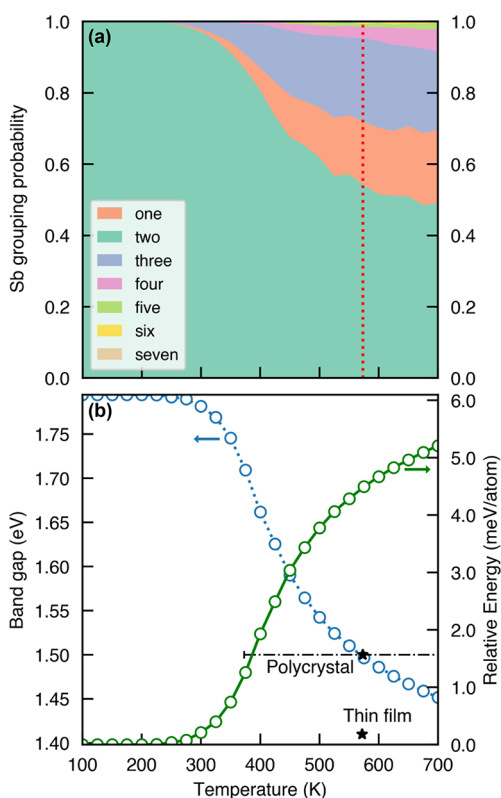 (a)
Sb grouping probability
1.0
0.8
0.6
0.4
0.2
0.0
one
two
three
four
five
six
seven
1.0
0.8
0.6
0.4
0.2
0.0
(b)
Band gap (eV)
1.75
1.70
1.65
1.60
1.55
1.50
1.45
1.40
Polycrystal
Thin film
6.0
5.0
4.0
3.0
2.0
1.0
0.0
Relative Energy (meV/atom)
100 200 300 400 500 600 700
Temperature (K)